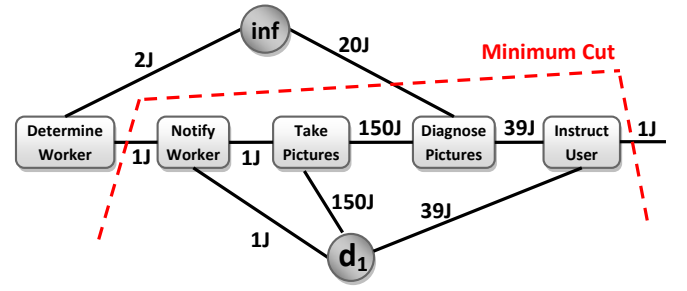 inf
2J
20J
Minimum Cut
Determine
Worker
1J
Notify
Worker
1J
Take
Pictures
150J
Diagnose
Pictures
39J
Instruct
User
1J
1J
150J
39J
d1